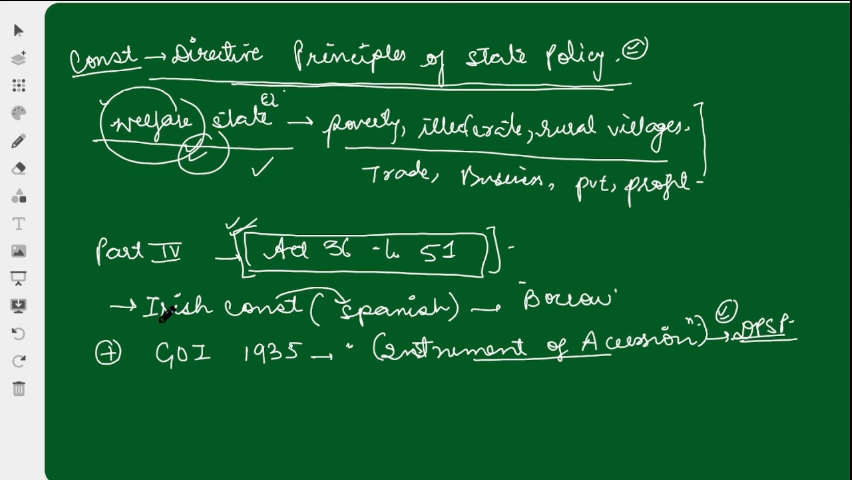 Const → Directive Principles of State Policy.
welfare state → poverty, illiterate, rural villages.
Trade, Business, pvt, profit
Part IV → [Art 36 to 51]
→ Irish const (Spanish) → "Borrow"
+ GOI 1935 → "(Instrument of Accession") → DPSP